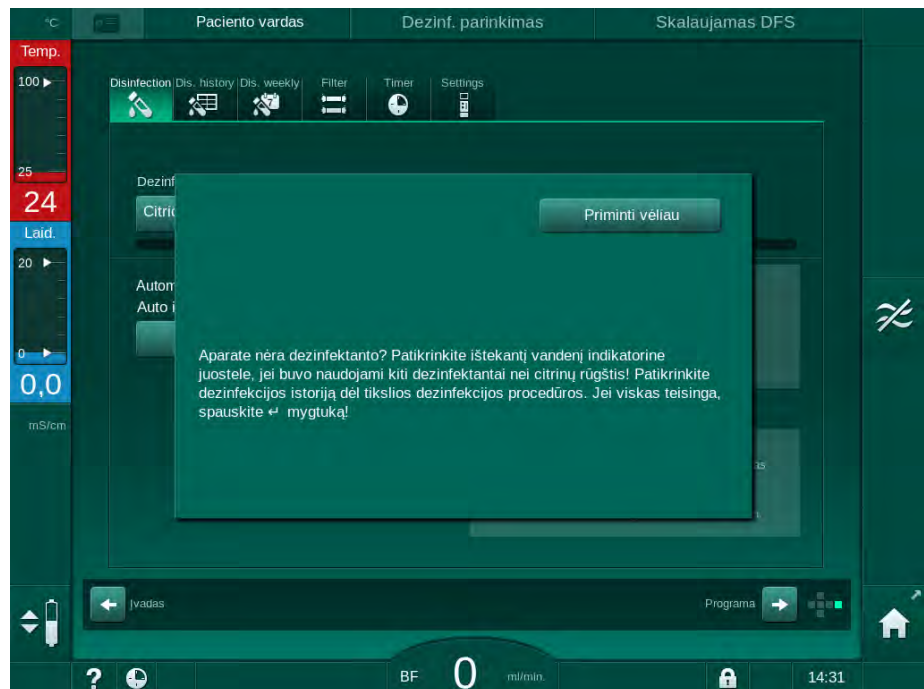 °C
Paciento vardas
Dezinf. parinkimas
Skalaujamas DFS
Temp.
100
25
24
Laid.
20
0
0,0
mS/cm
Disinfection
Dis. history
Dis. weekly
Filter
Timer
Settings
Dezinf
Citric
Autom
Auto i
Priminti vėliau
Aparate nėra dezinfektanto? Patikrinkite ištekantį vandenį indikatorine
juostele, jei buvo naudojami kiti dezinfektantai nei citrinų rūgštis! Patikrinkite
dezinfekcijos istoriją dėl tikslios dezinfekcijos procedūros. Jei viskas teisinga,
spauskite ↵ mygtuką!
as
Įvadas
Programa
?
BF
0
ml/min.
14:31